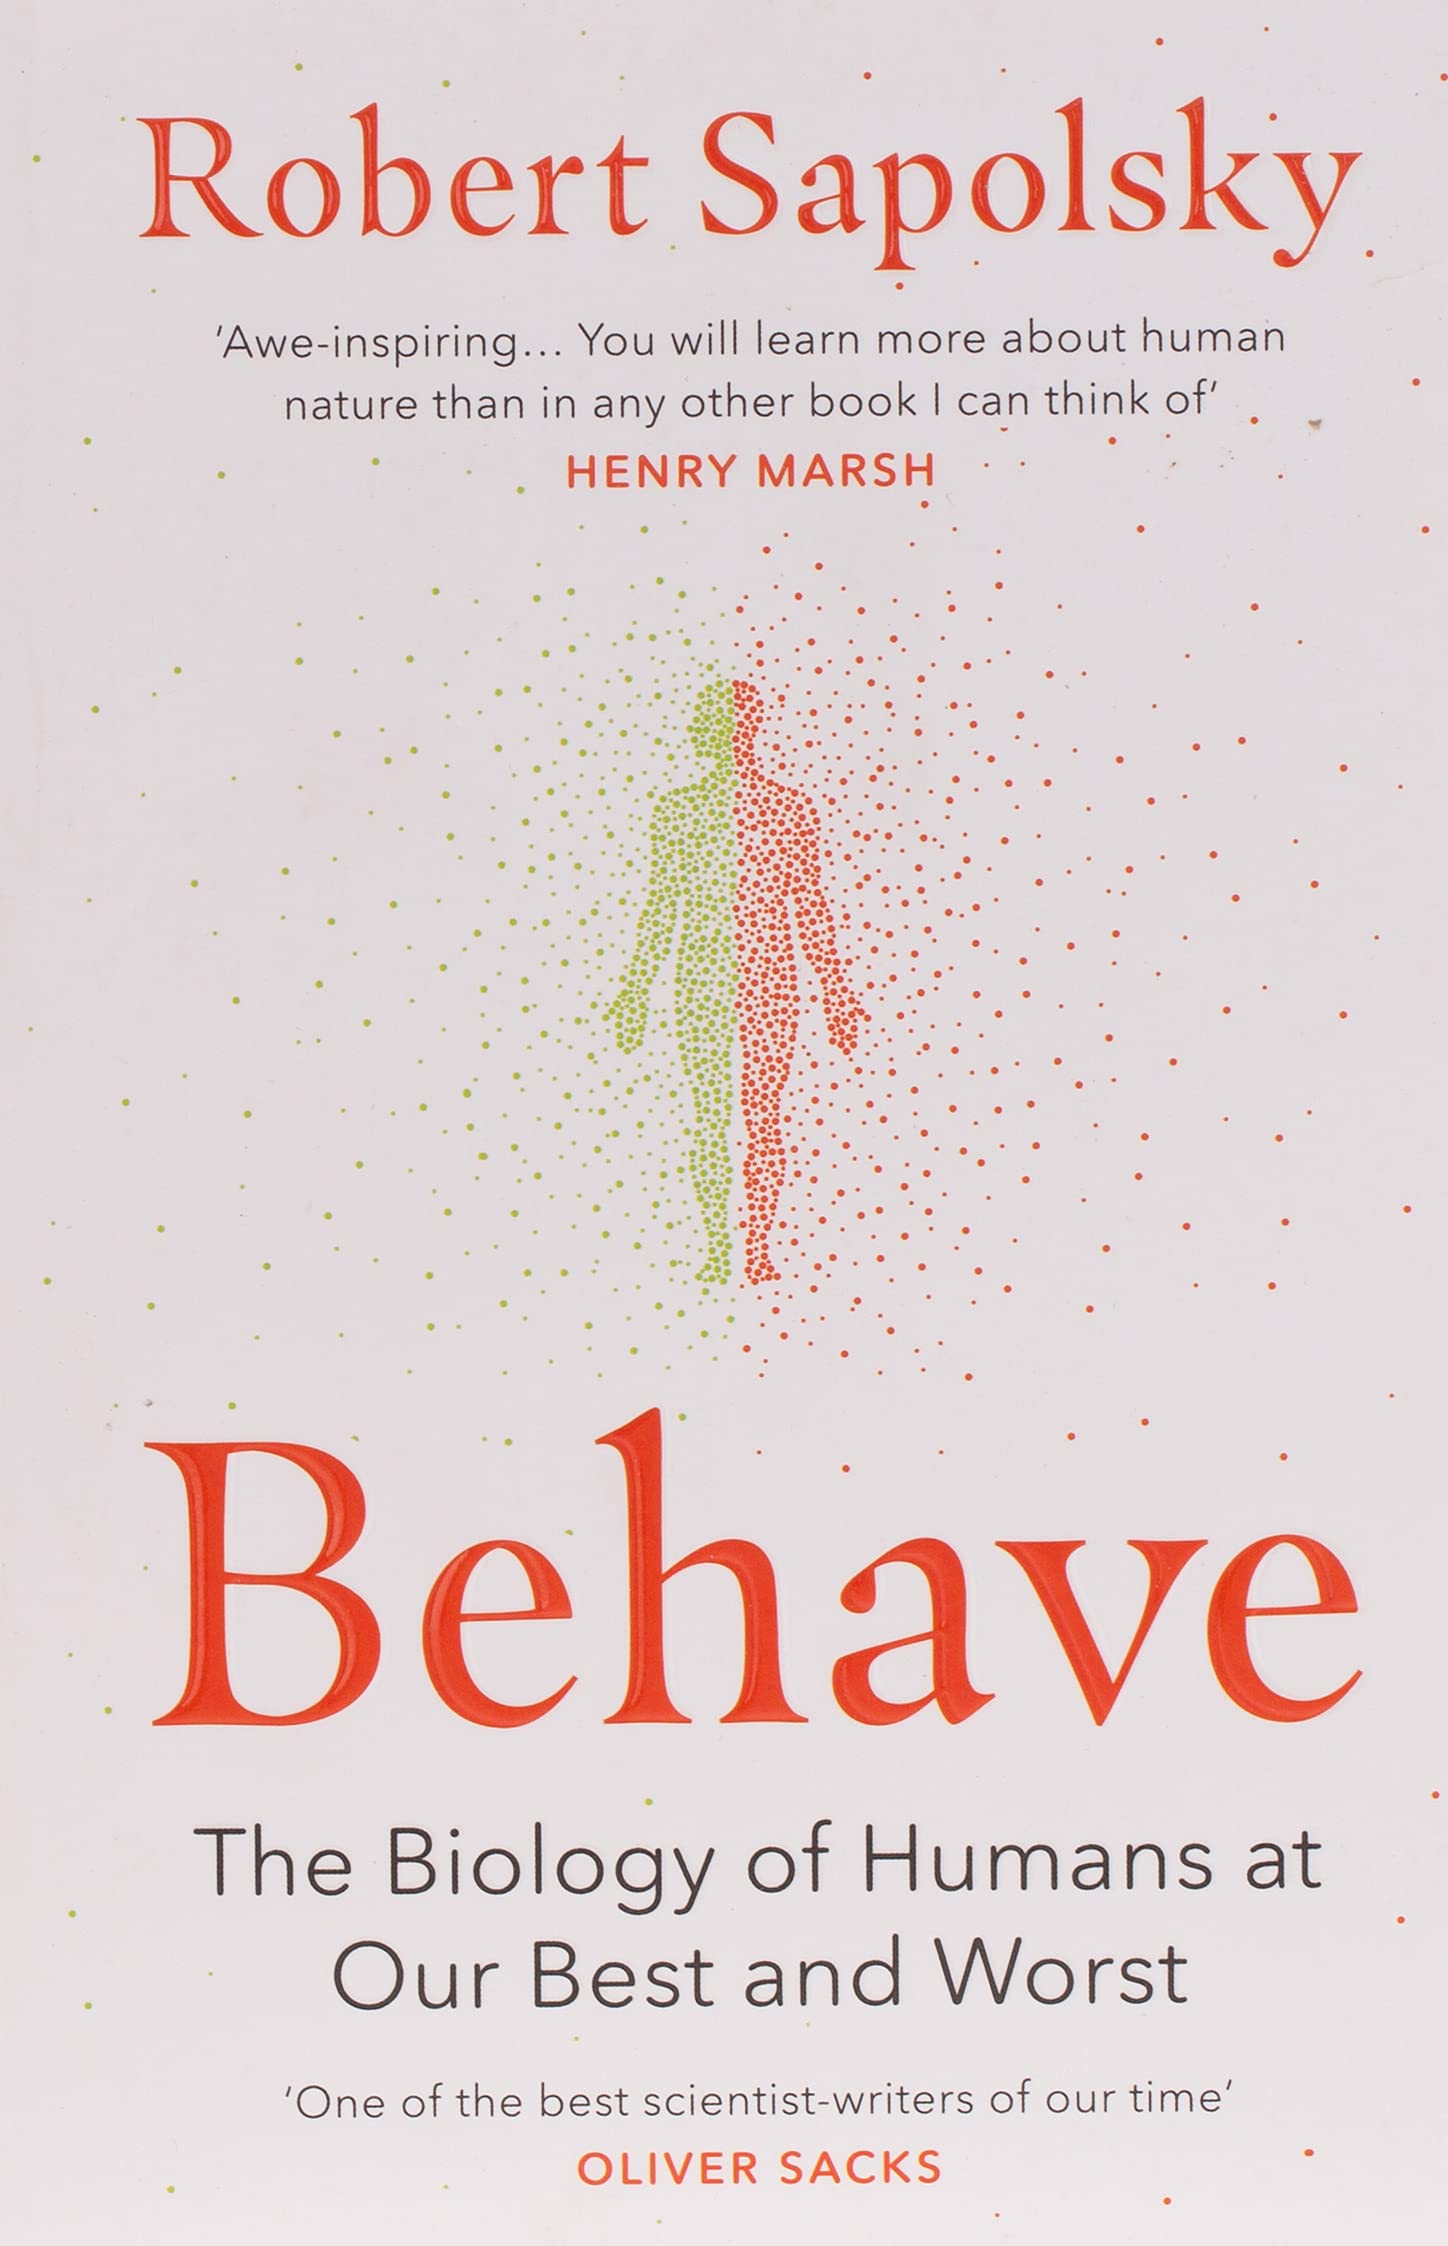 Robert Sapolsky
'Awe-inspiring... You will learn more about human
nature than in any other book I can think of'
HENRY MARSH
Behave
The Biology of Humans at
Our Best and Worst
'One of the best scientist-writers of our time'
OLIVER SACKS